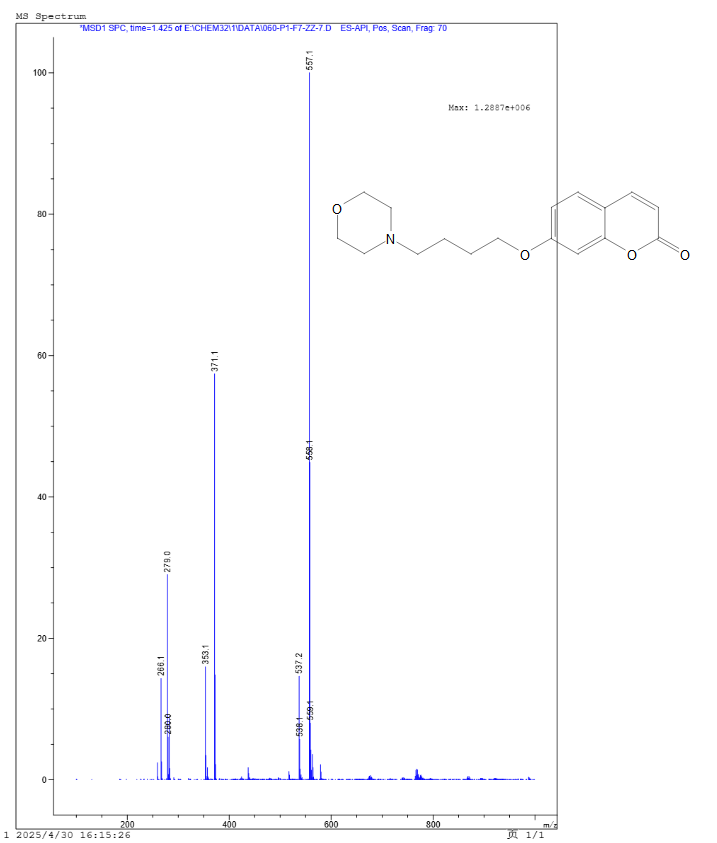 MS Spectrum
*MSD1 SPC, time=1.425 of E:\CHEM32\1\DATA\060-P1-F7-ZZ-7.D ES-API, Pos, Scan, Frag: 70
557.1
100
Max: 1.2887e+006
80
O
N
O
O
O
60
371.1
558.1
40
279.0
20
353.1
537.2
266.1
559.1
280.0
538.1
0
200
400
600
800
m/z
1 2025/4/30 16:15:26
页 1/1